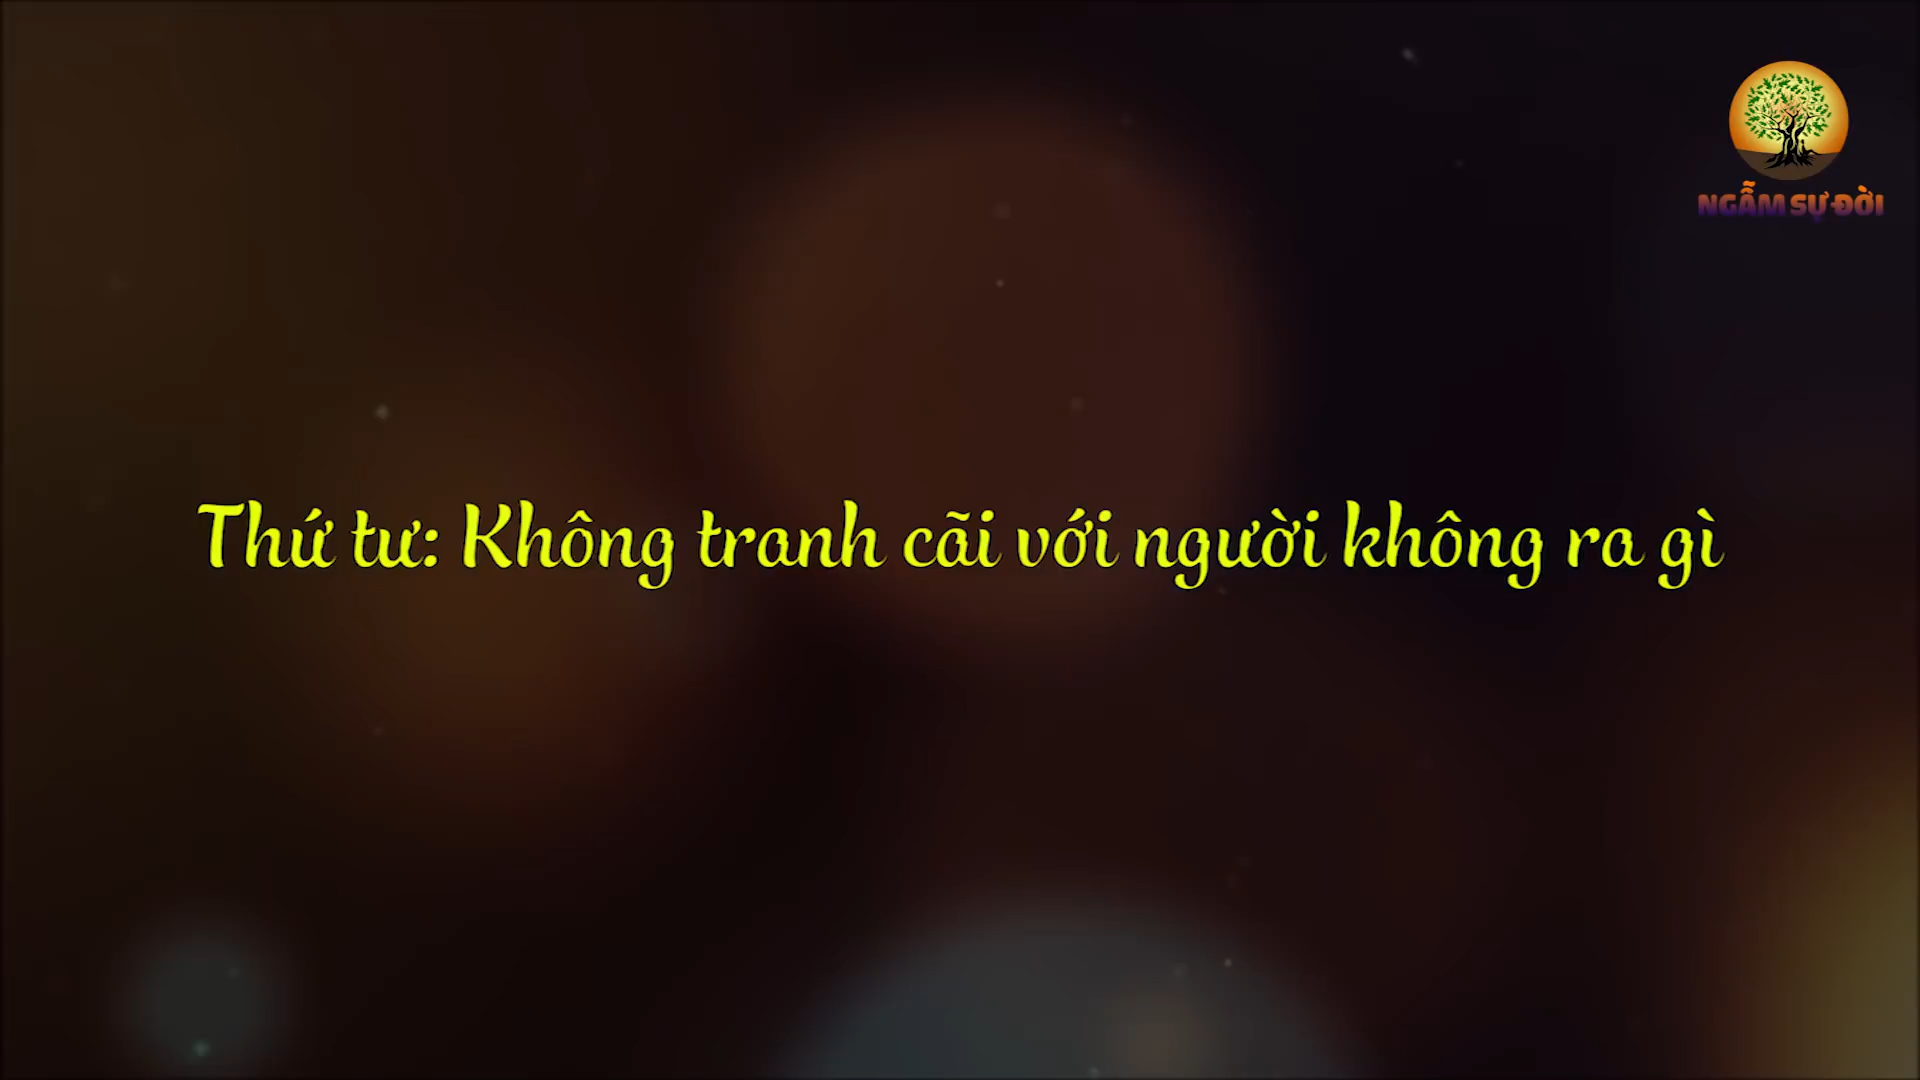 NGẪM SỰ ĐỜI
Thứ tư: Không tranh cãi với người không ra gì